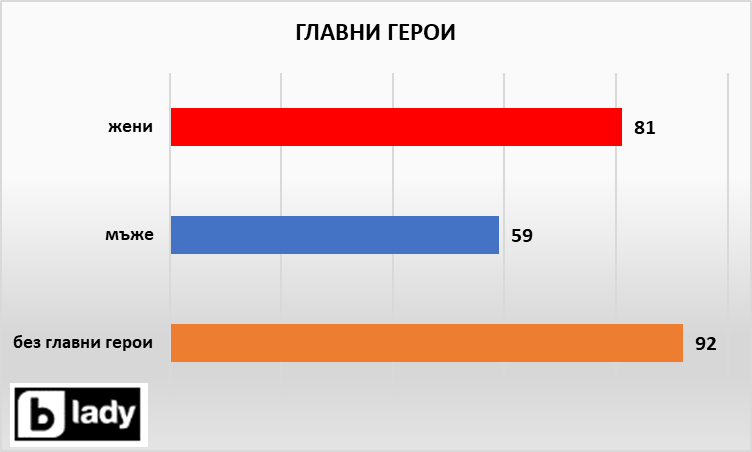 ГЛАВНИ ГЕРОИ
жени
81
мъже
59
без главни герои
92
b lady